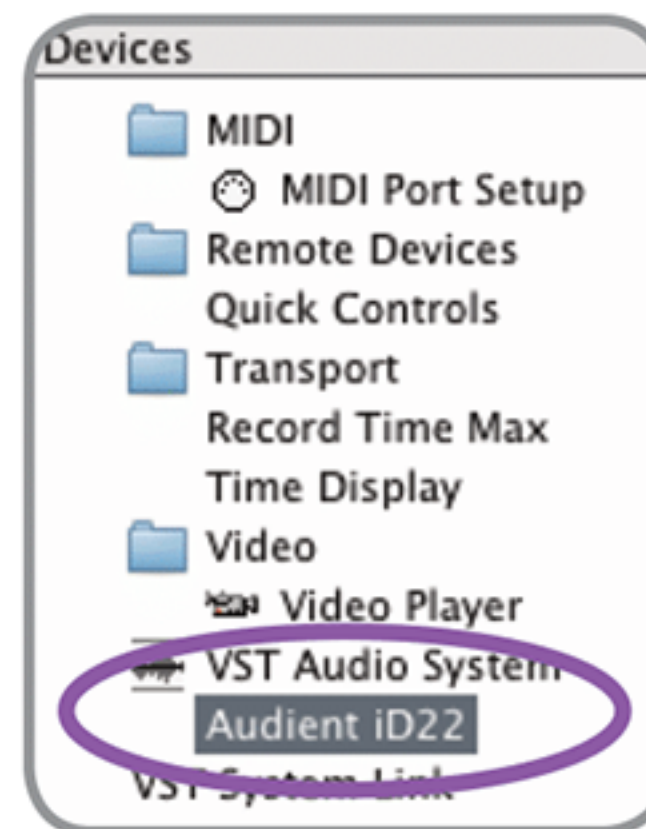 Devices
MIDI
MIDI Port Setup
Remote Devices
Quick Controls
Transport
Record Time Max
Time Display
Video
Video Player
VST Audio System
Audient iD22
VST System Link